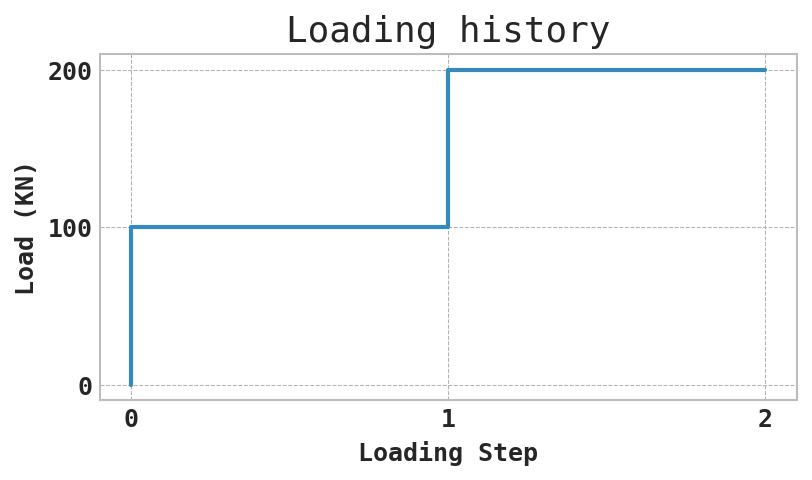 Loading history
200
100
0
Load (KN)
0 1 2
Loading Step